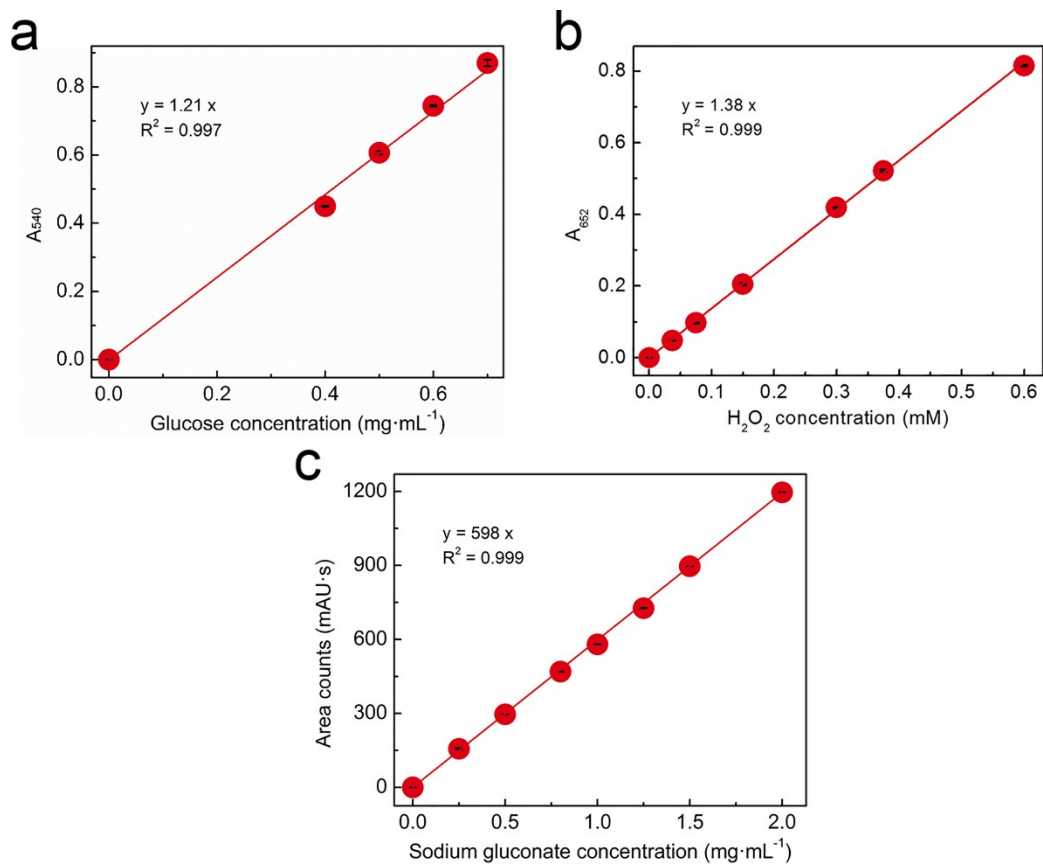 a
y = 1.21 x
R² = 0.997
A₅₄₀
0.8
0.6
0.4
0.2
0.0
0.0 0.2 0.4 0.6
Glucose concentration (mg·mL⁻¹)
b
y = 1.38 x
R² = 0.999
A₆₅₂
0.8
0.6
0.4
0.2
0.0
0.0 0.1 0.2 0.3 0.4 0.5 0.6
H₂O₂ concentration (mM)
c
y = 598 x
R² = 0.999
Area counts (mAU·s)
1200
900
600
300
0
0.0 0.5 1.0 1.5 2.0
Sodium gluconate concentration (mg·mL⁻¹)